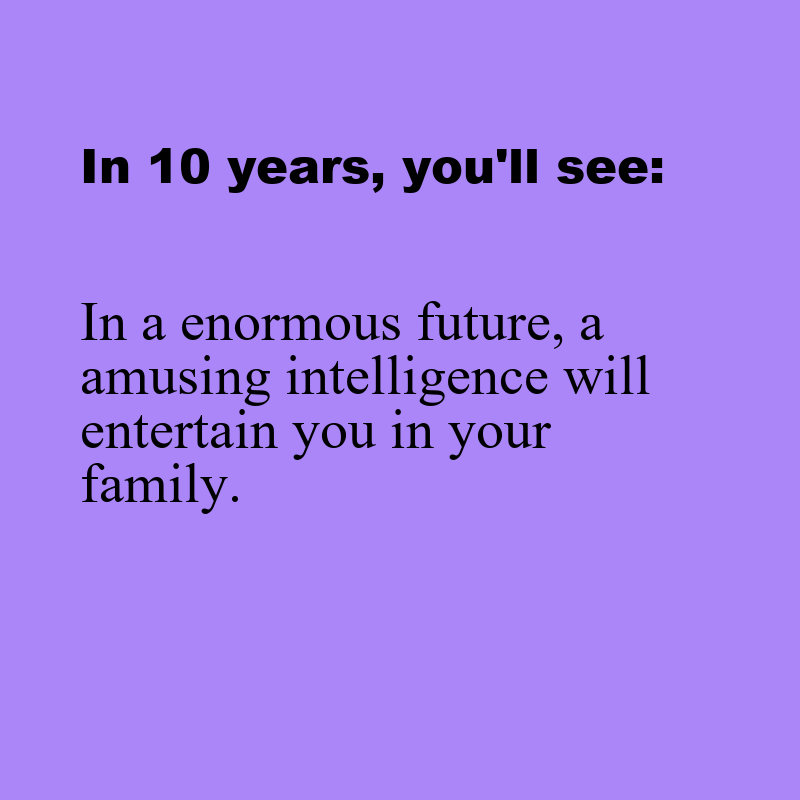 In 10 years, you'll see:
In a enormous future, a
amusing intelligence will
entertain you in your
family.